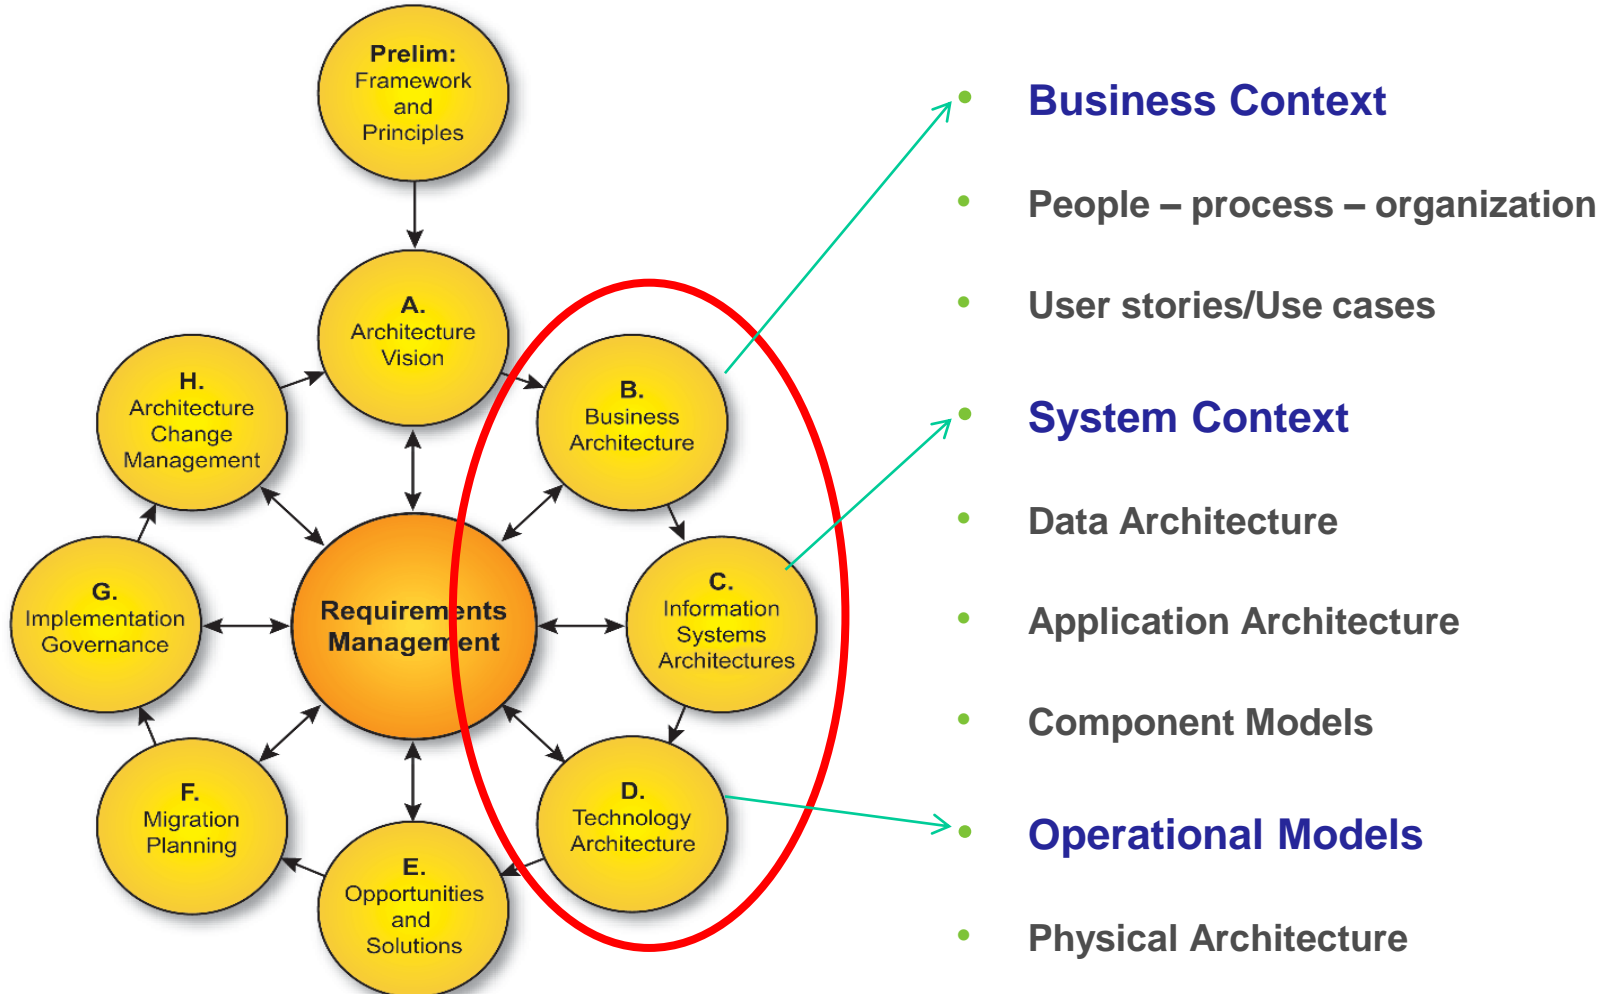 Prelim:
Framework
and
Principles
A.
Architecture
Vision
B.
Business
Architecture
C.
Information
Systems
Architectures
D.
Technology
Architecture
E.
Opportunities
and
Solutions
F.
Migration
Planning
G.
Implementation
Governance
H.
Architecture
Change
Management
Requirements
Management
• Business Context
• People – process – organization
• User stories/Use cases
• System Context
• Data Architecture
• Application Architecture
• Component Models
• Operational Models
• Physical Architecture